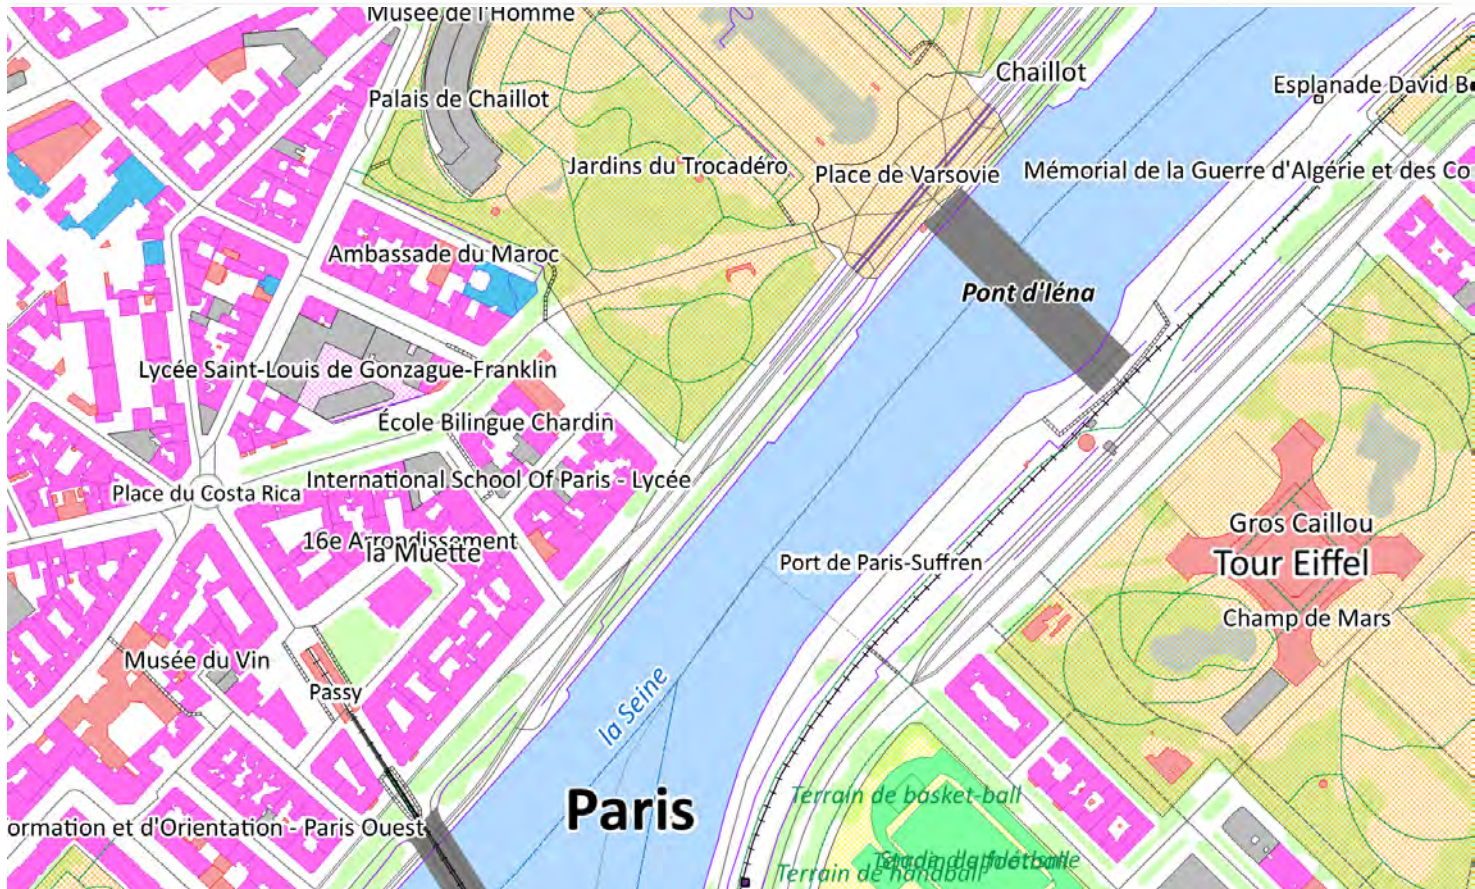 Musée de l'Homme
Chaillot
Esplanade David
Palais de Chaillot
Jardins du Trocadéro
Place de Varsovie
Mémorial de la Guerre d'Algérie et des Co
Ambassade du Maroc
Pont d'Iéna
Lycée Saint-Louis de Gonzague-Franklin
École Bilingue Chardin
International School Of Paris - Lycée
Place du Costa Rica
16e Arrondissement
la Muette
Gros Caillou
Tour Eiffel
Port de Paris-Suffren
Champ de Mars
Musée du Vin
Passy
la Seine
Paris
Terrain de basket-ball
ormation et d'Orientation - Paris Ouest
Terrain de handball